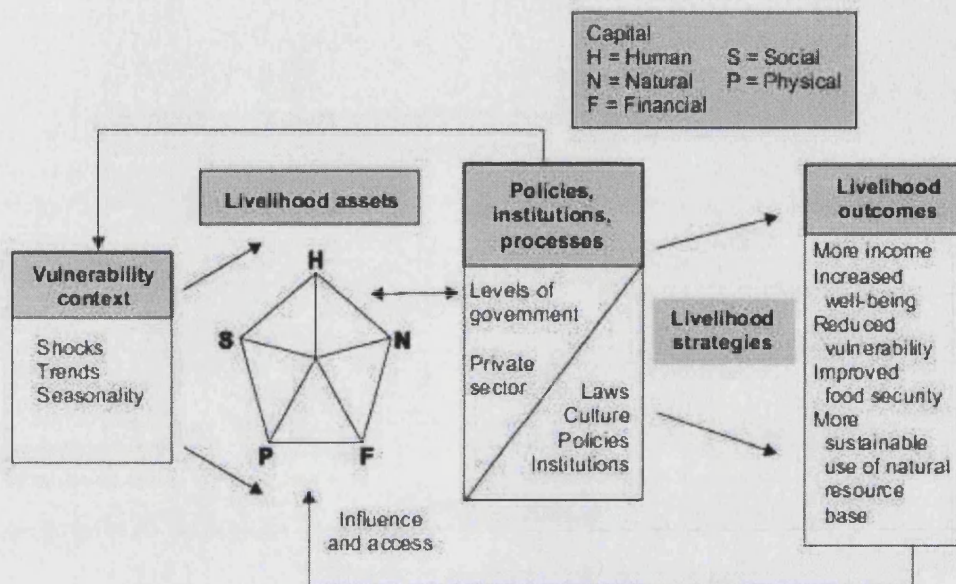 Capital
H = Human S = Social
N = Natural P = Physical
F = Financial
Livelihood assets
Policies,
institutions,
processes
Livelihood
outcomes
Vulnerability
context
Shocks
Trends
Seasonality
H
S
N
P
F
Influence
and access
Levels of
government
Private
sector
Laws
Culture
Policies
Institutions
Livelihood
strategies
More income
Increased
well-being
Reduced
vulnerability
Improved
food security
More
sustainable
use of natural
resource
base